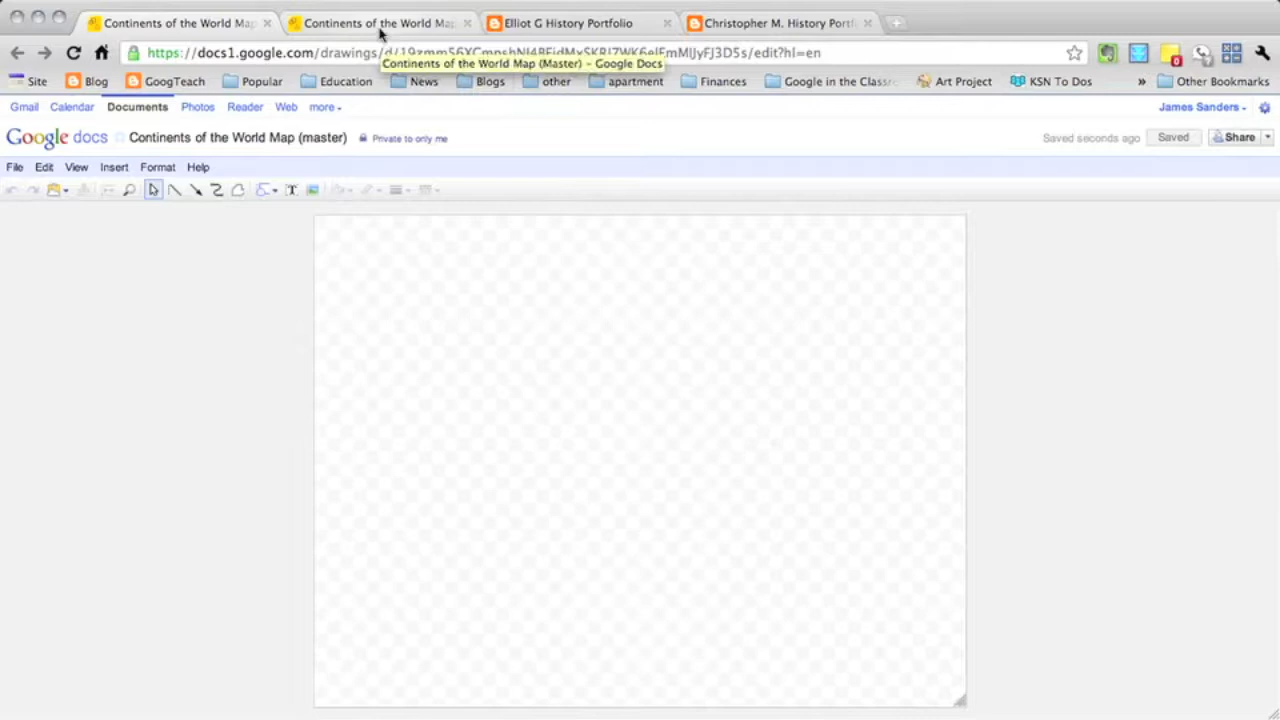 Continents of the World Map Continents of the World Ma Elliot G History Portfolio Christopher M. History Portf
https://docs1.google.com/drawings/ /edit?hl=en
Continents of the World Map (Master) – Google Docs
Site Blog GoogTeach Popular Education News Blogs other apartment Finances Google in the Classr Art Project KSN To Dos » Other Bookmarks
Gmail Calendar Documents Photos Reader Web more James Sanders
Google docs Continents of the World Map (master) Private to only me Saved seconds ago Saved Share
File Edit View Insert Format Help
T